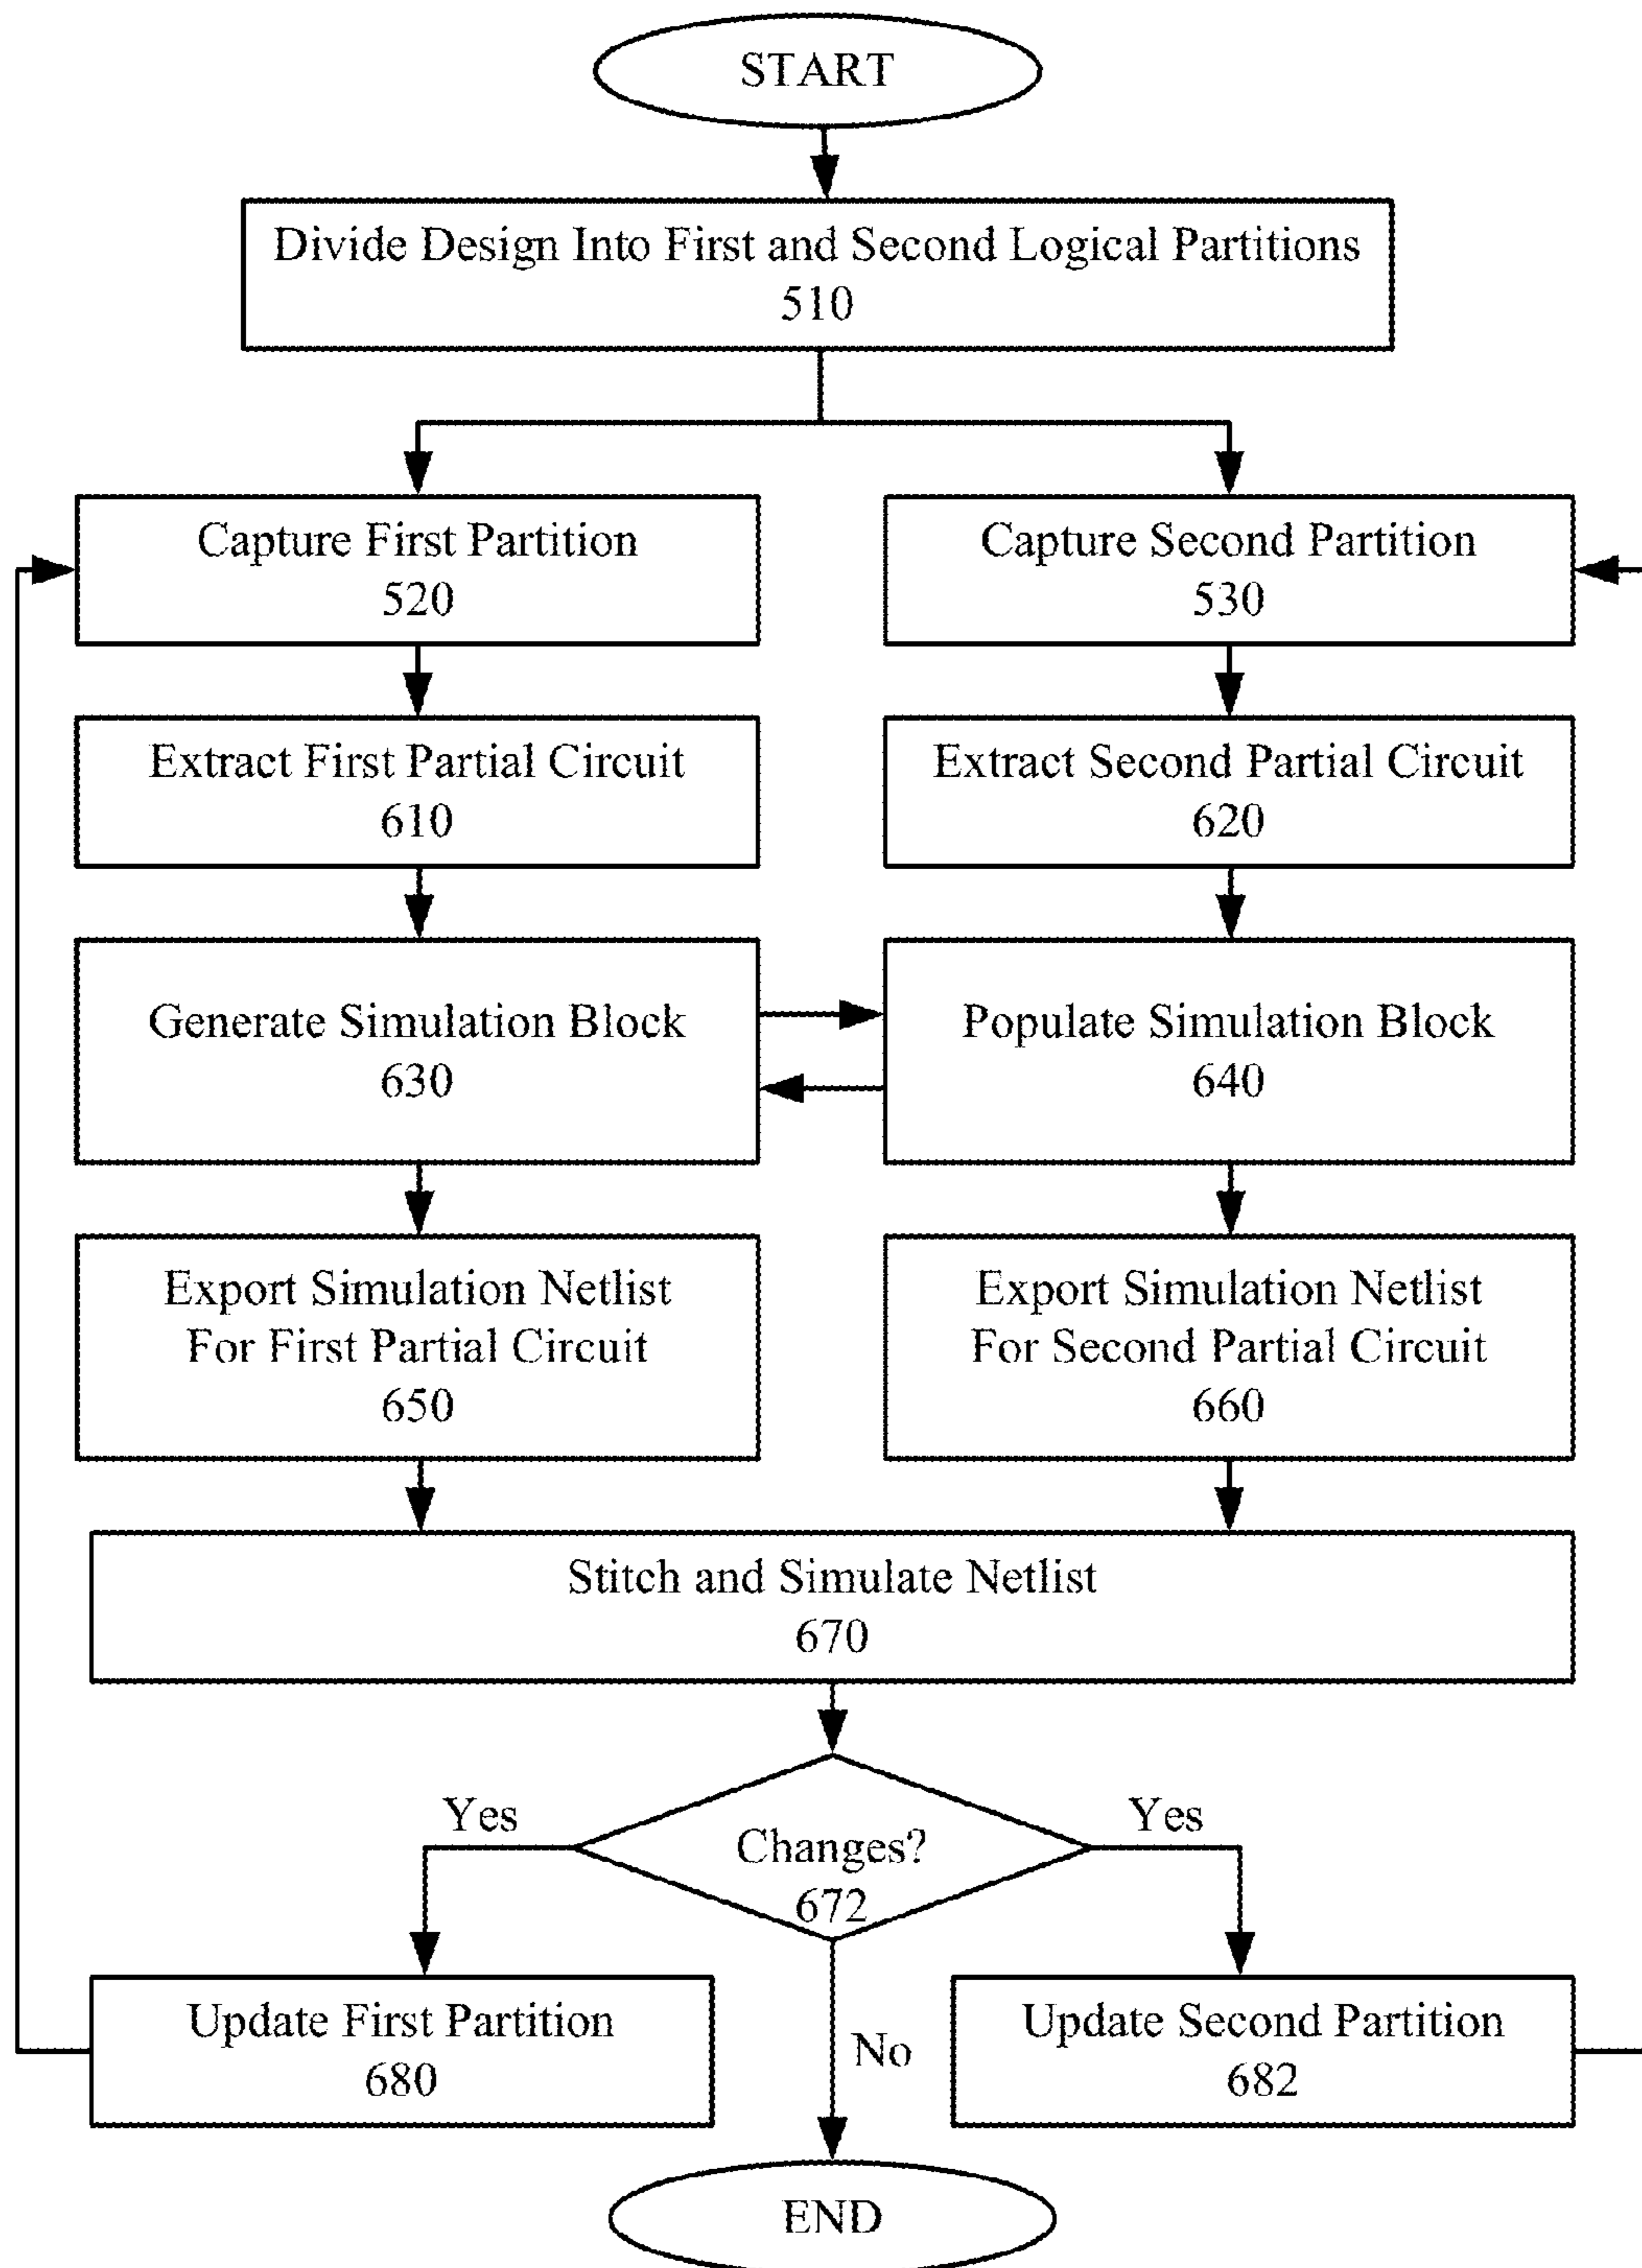 START
Divide Design Into First and Second Logical Partitions
510
Capture First Partition
520
Capture Second Partition
530
Extract First Partial Circuit
610
Extract Second Partial Circuit
620
Generate Simulation Block
630
Populate Simulation Block
640
Export Simulation Netlist
For First Partial Circuit
650
Export Simulation Netlist
For Second Partial Circuit
660
Stitch and Simulate Netlist
670
Yes
Changes?
672
Yes
Update First Partition
680
No
Update Second Partition
682
END